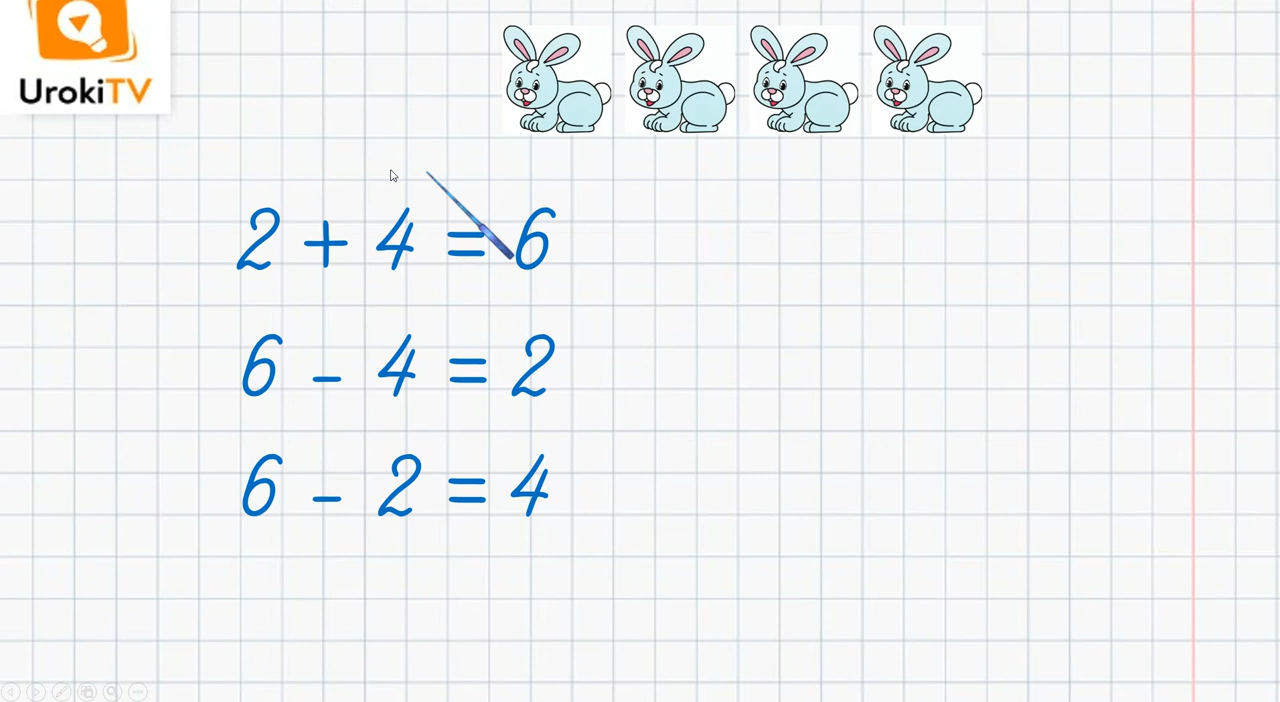 UrokiTV
2 + 4 = 6
6 - 4 = 2
6 - 2 = 4